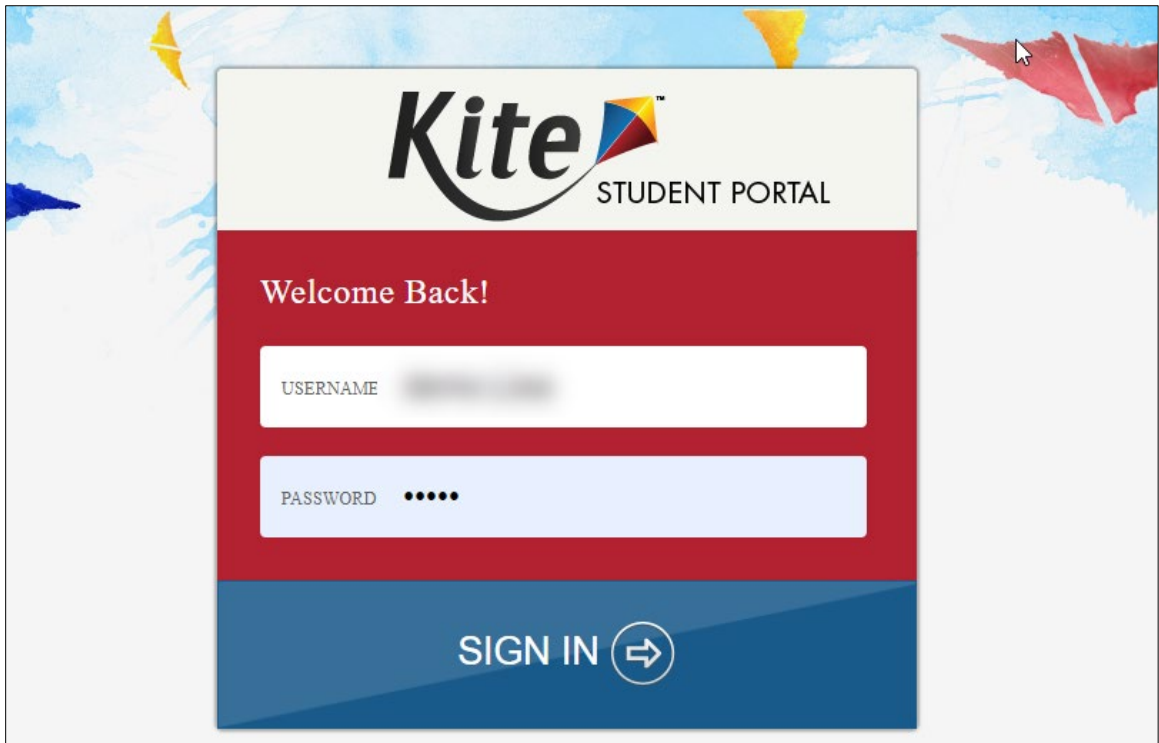 Kite™
STUDENT PORTAL
Welcome Back!
USERNAME
PASSWORD •••••
SIGN IN